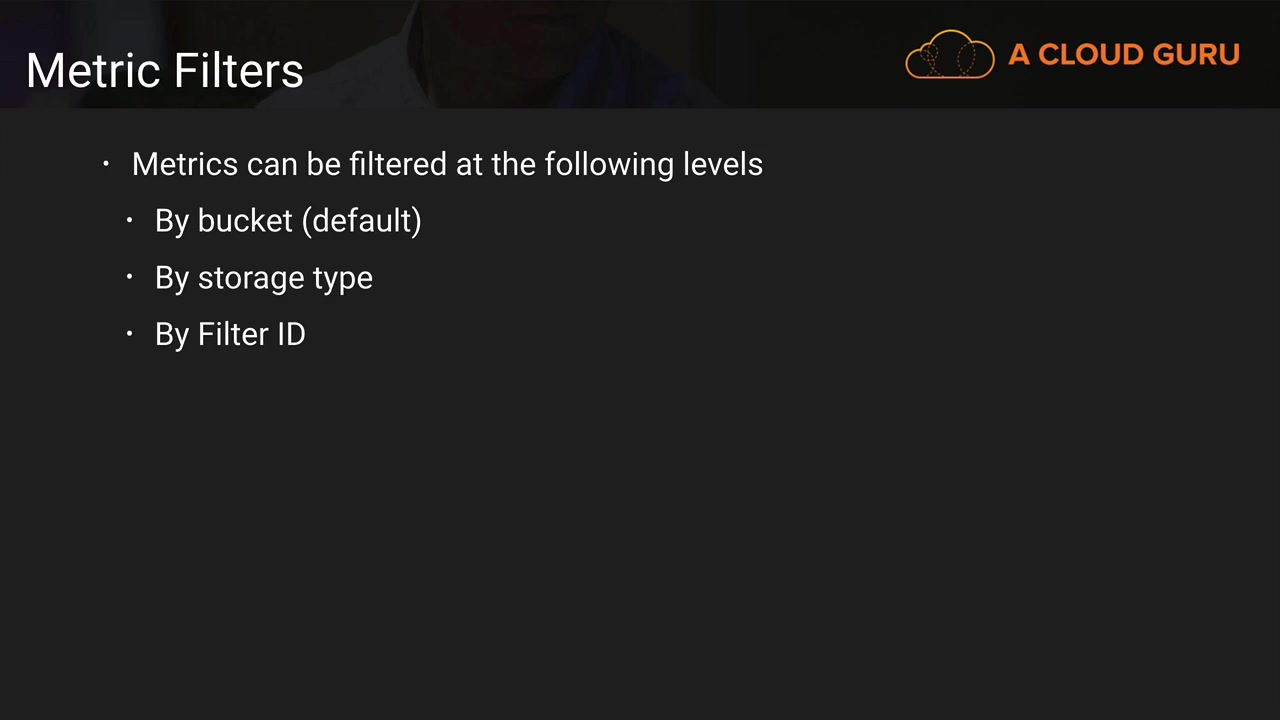 Metric Filters
A CLOUD GURU
• Metrics can be filtered at the following levels
• By bucket (default)
• By storage type
• By Filter ID